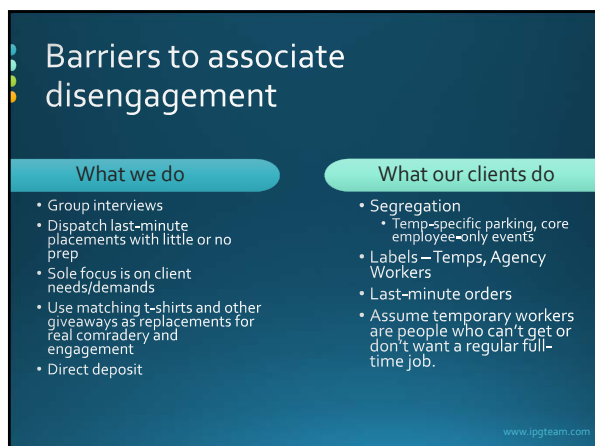 Barriers to associate
disengagement
What we do
• Group interviews
• Dispatch last-minute
placements with little or no
prep
• Sole focus is on client
needs/demands
• Use matching t-shirts and other
giveaways as replacements for
real comradery and
engagement
• Direct deposit
What our clients do
• Segregation
• Temp-specific parking, core
employee-only events
• Labels – Temps, Agency
Workers
• Last-minute orders
• Assume temporary workers
are people who can't get or
don't want a regular full-
time job.
www.ipgteam.com